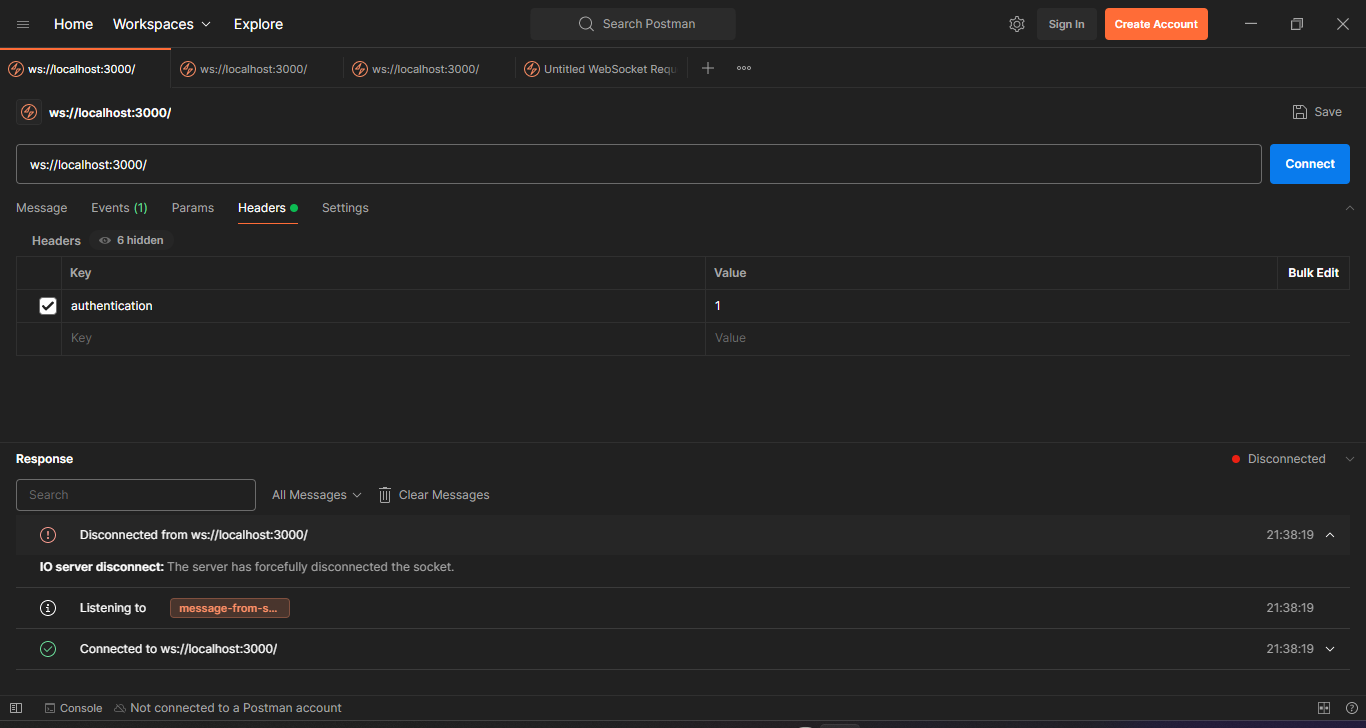 Home Workspaces Explore Search Postman Sign In Create Account
ws://localhost:3000/ ws://localhost:3000/ ws://localhost:3000/ Untitled WebSocket Requ
ws://localhost:3000/ Save
ws://localhost:3000/ Connect
Message Events (1) Params Headers Settings
Headers 6 hidden
Key Value Bulk Edit
authentication 1
Key Value
Response Disconnected
Search All Messages Clear Messages
Disconnected from ws://localhost:3000/ 21:38:19
IO server disconnect: The server has forcefully disconnected the socket.
Listening to message-from-s... 21:38:19
Connected to ws://localhost:3000/ 21:38:19
Console Not connected to a Postman account